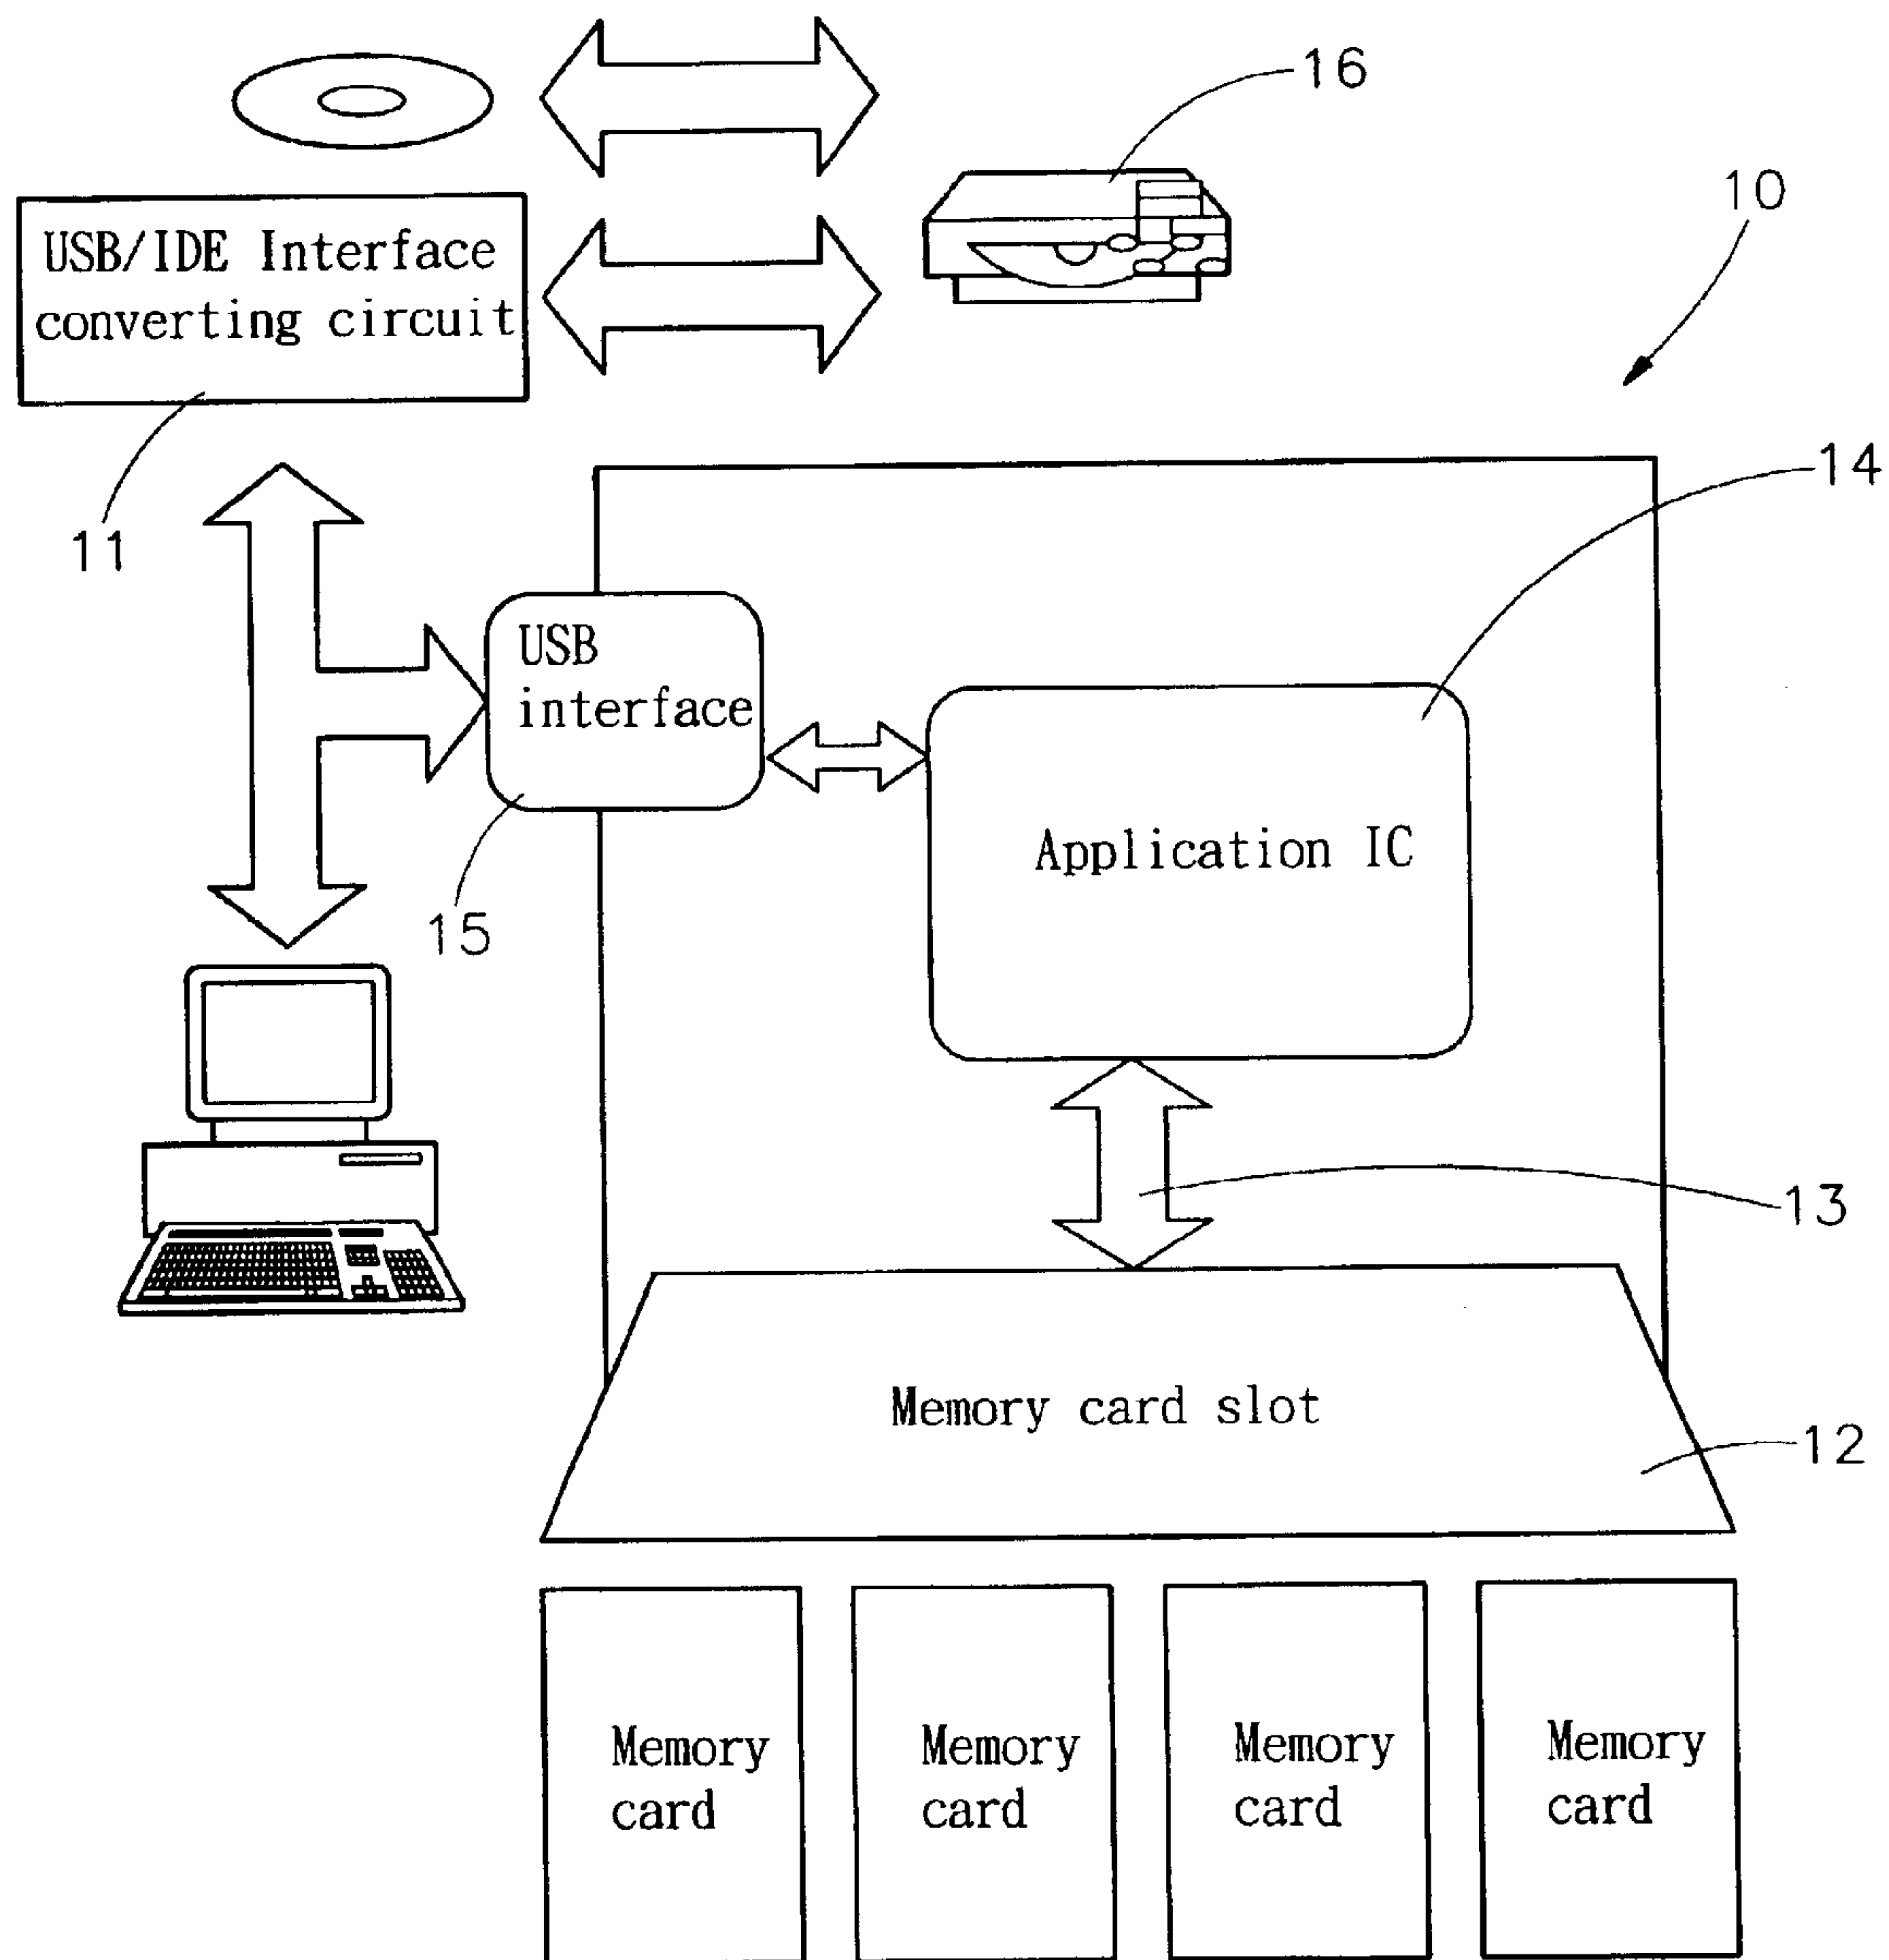 16
10
USB/IDE Interface
converting circuit
11
14
USB
interface
15
Application IC
13
Memory card slot
12
Memory
card
Memory
card
Memory
card
Memory
card